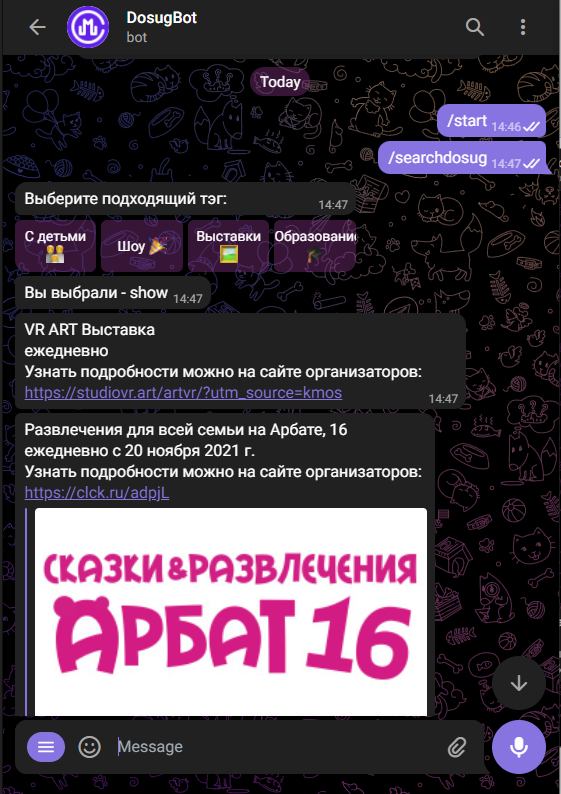 DosugBot
bot
Today
/start 14:46
/searchdosug 14:47
Выберите подходящий тэг:
14:47
С детьми
Шоу
Выставки
Образование
Вы выбрали - show 14:47
VR ART Выставка
ежедневно
Узнать подробности можно на сайте организаторов:
https://studiovr.art/artvr/?utm_source=kmos
14:47
Развлечения для всей семьи на Арбате, 16
ежедневно с 20 ноября 2021 г.
Узнать подробности можно на сайте организаторов:
https://clck.ru/adpjL
СКАЗКИ&РАЗВЛЕЧЕНИЯ
АРБАТ 16
Message